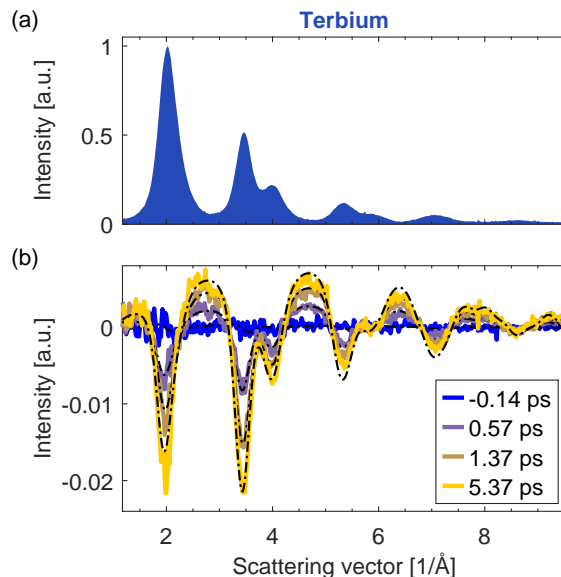 (a)
Terbium
Intensity [a.u.]
1
0.5
0
(b)
Intensity [a.u.]
0
-0.01
-0.02
-0.14 ps
0.57 ps
1.37 ps
5.37 ps
2 4 6 8
Scattering vector [1/Å]